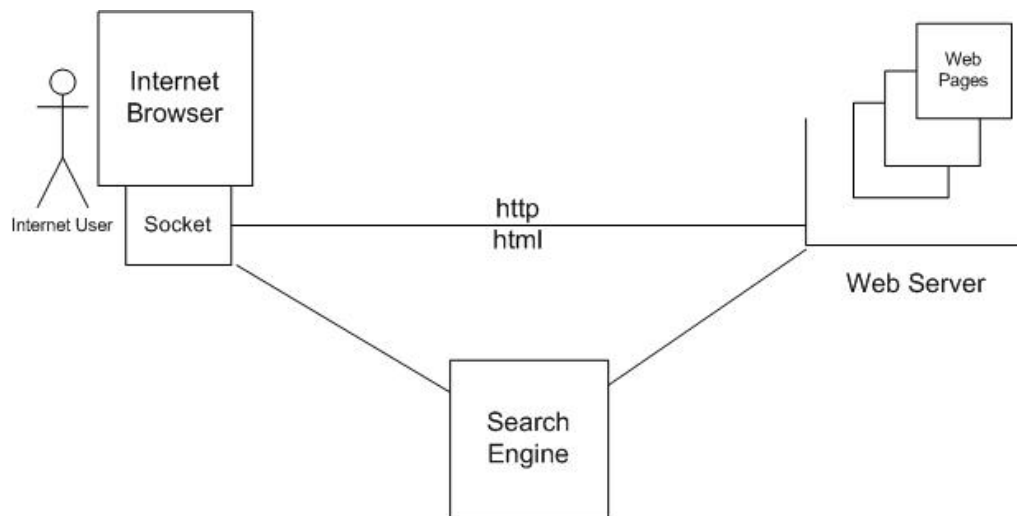 Internet
Browser
Web
Pages
Internet User
Socket
http
html
Web Server
Search
Engine